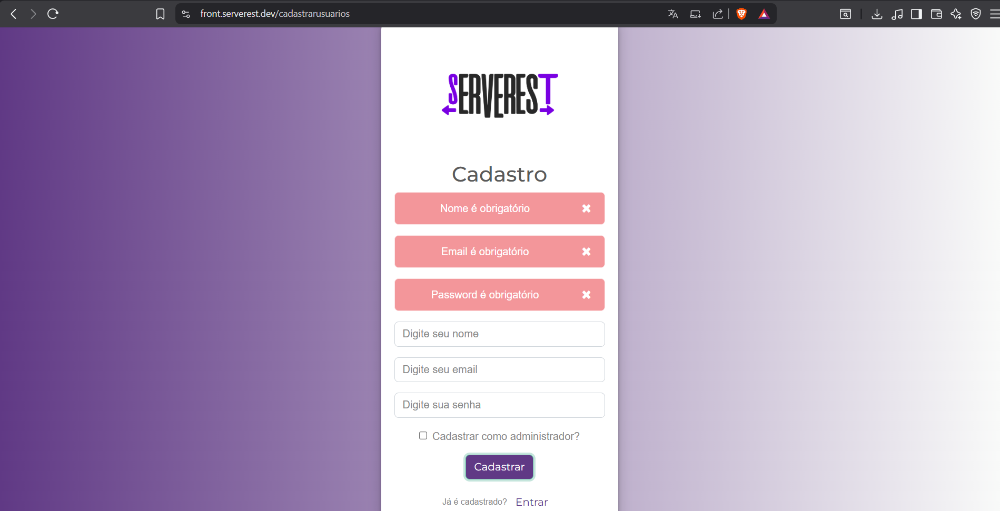 front.serverest.dev/cadastrarusuarios
SERVEREST
Cadastro
Nome é obrigatório
Email é obrigatório
Password é obrigatório
Digite seu nome
Digite seu email
Digite sua senha
Cadastrar como administrador?
Cadastrar
Já é cadastrado? Entrar